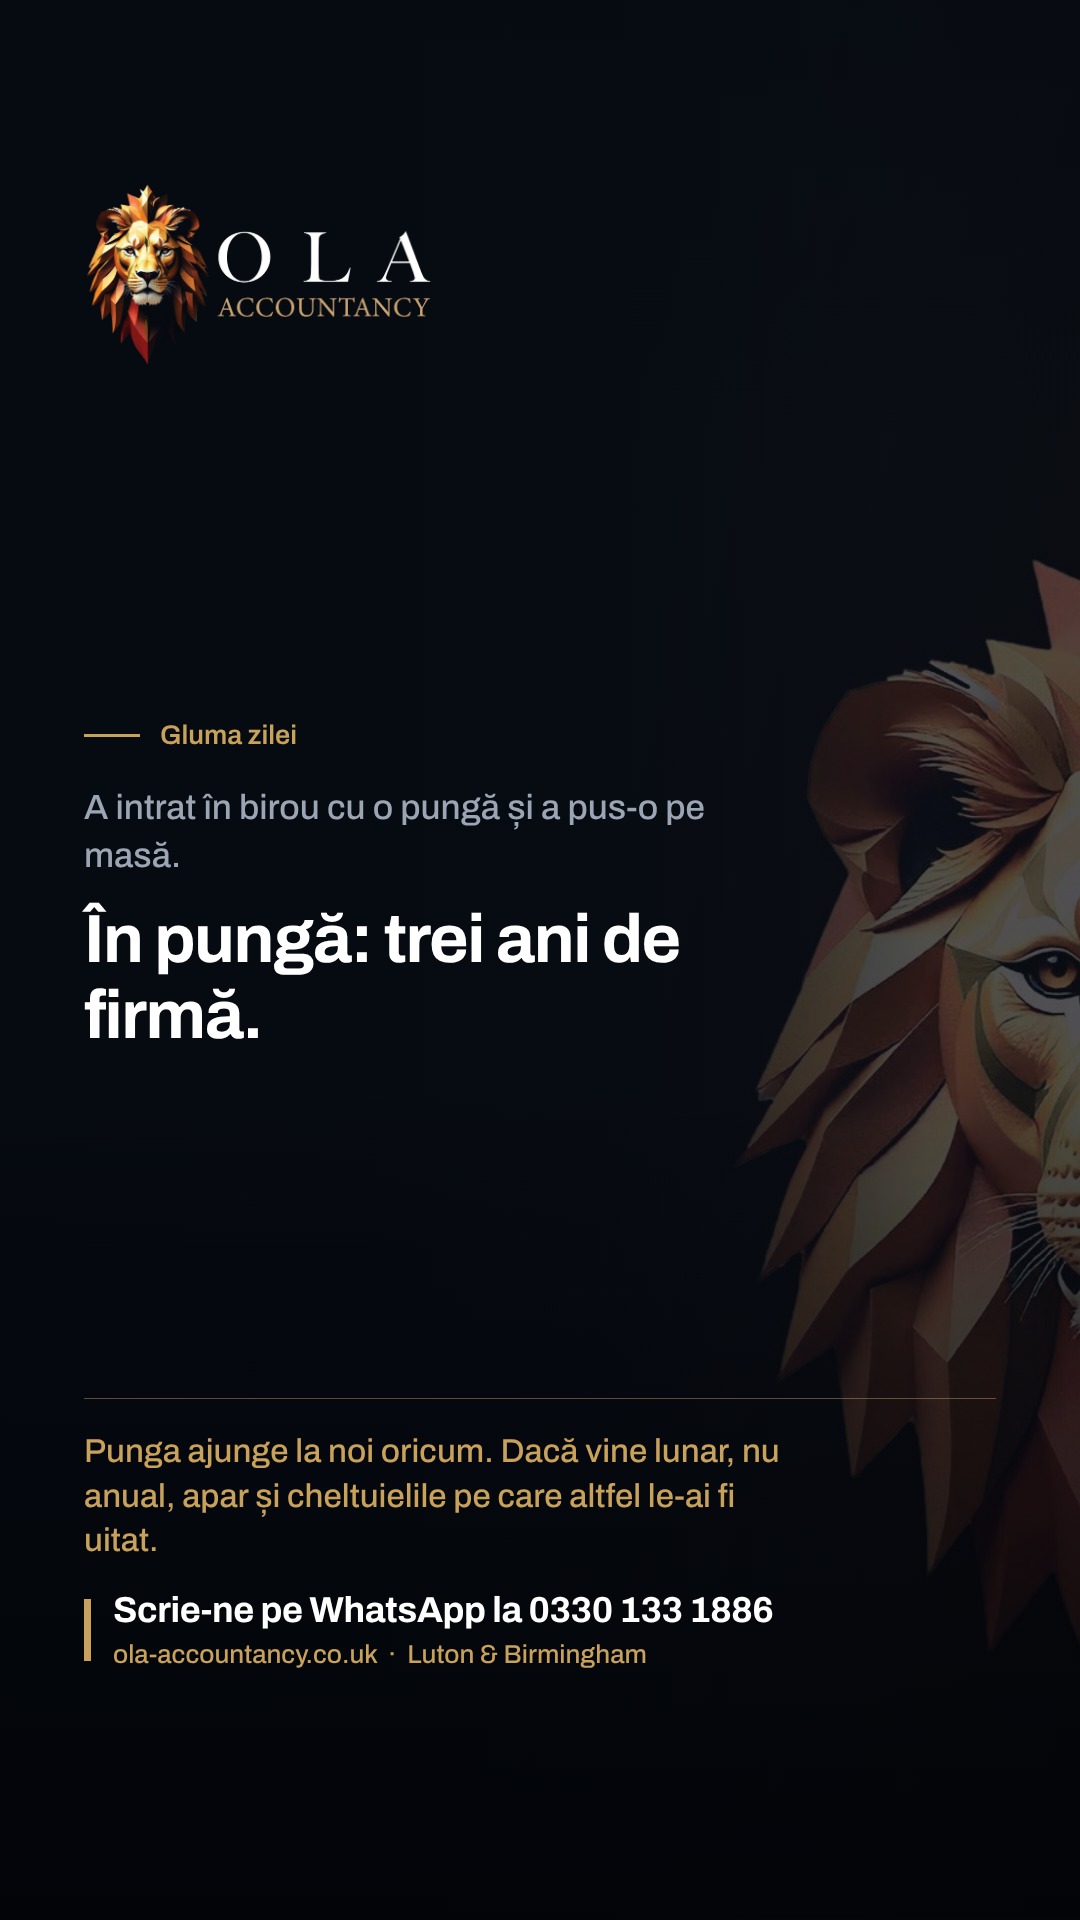 OLA
ACCOUNTANCY
Gluma zilei
A intrat în birou cu o pungă și a pus-o pe
masă.
În pungă: trei ani de
firmă.
Punga ajunge la noi oricum. Dacă vine lunar, nu
anual, apar și cheltuielile pe care altfel le-ai fi
uitat.
Scrie-ne pe WhatsApp la 0330 133 1886
ola-accountancy.co.uk · Luton & Birmingham